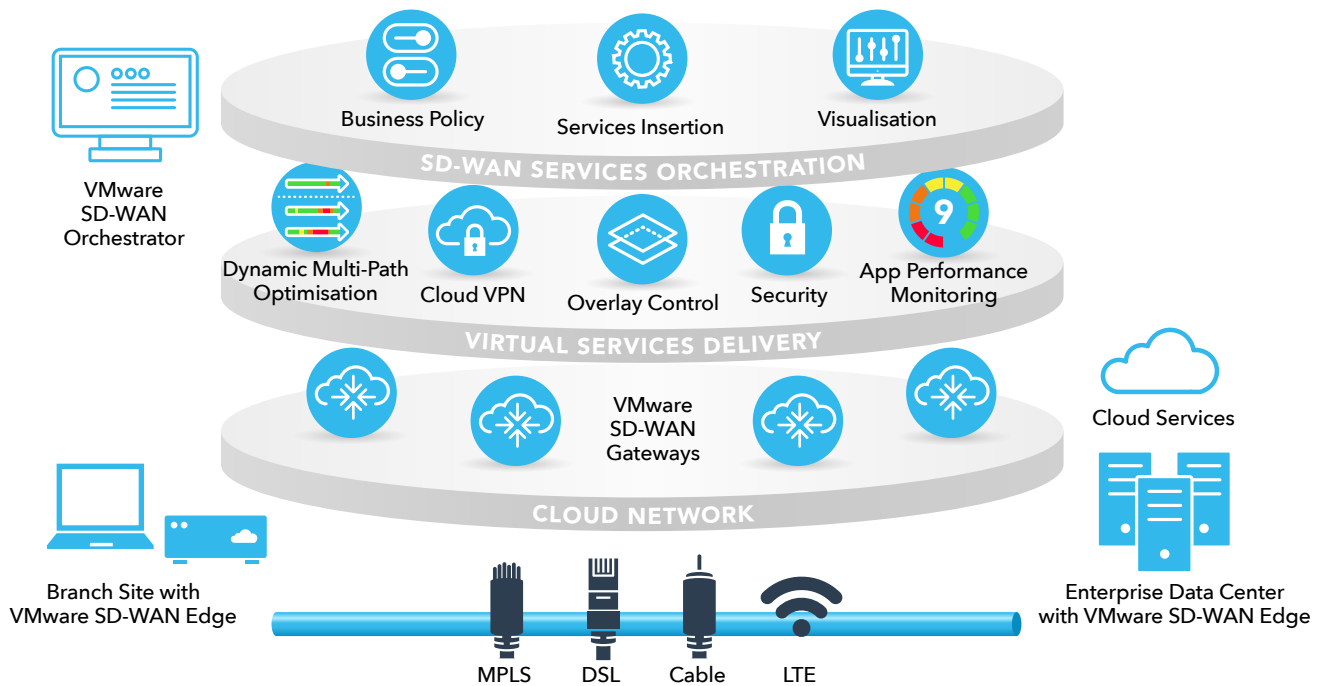 Business Policy
Services Insertion
Visualisation
SD-WAN SERVICES ORCHESTRATION
VMware
SD-WAN
Orchestrator
Dynamic Multi-Path
Optimisation
Cloud VPN
Overlay Control
Security
9
App Performance
Monitoring
VIRTUAL SERVICES DELIVERY
VMware
SD-WAN
Gateways
CLOUD NETWORK
Cloud Services
Branch Site with
VMware SD-WAN Edge
Enterprise Data Center
with VMware SD-WAN Edge
MPLS
DSL
Cable
LTE